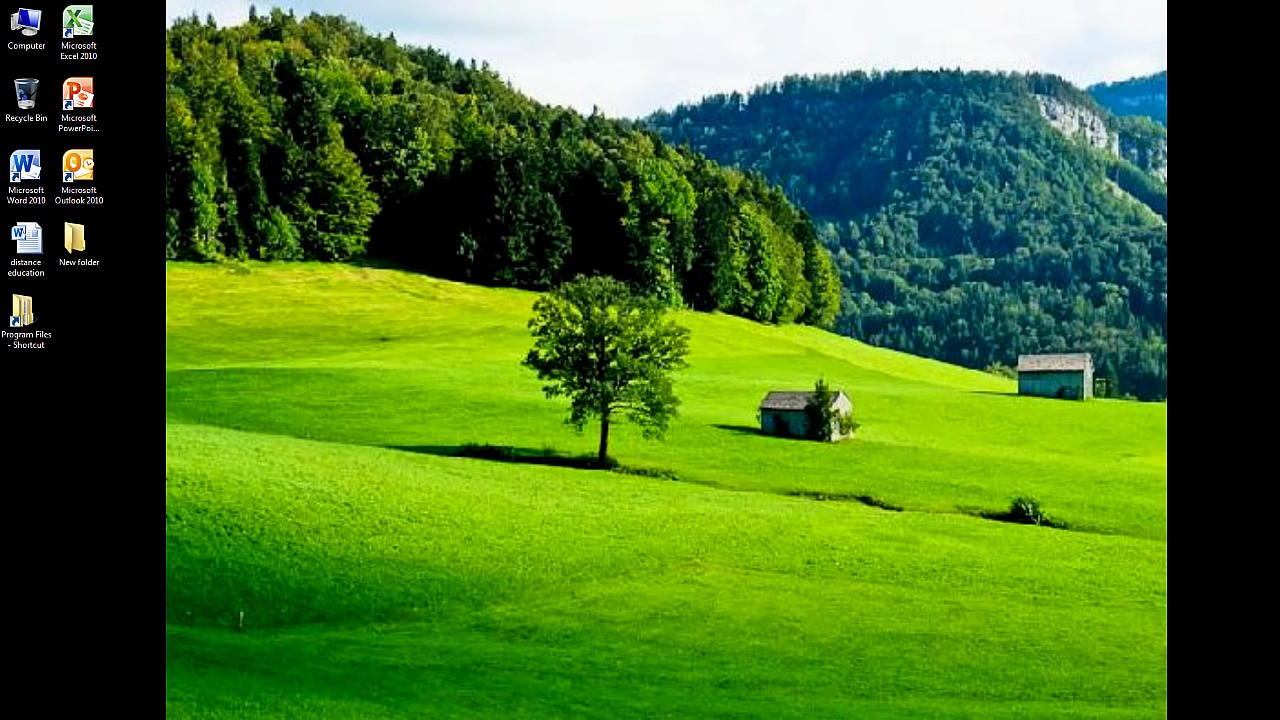 Computer
Microsoft
Excel 2010
Recycle Bin
Microsoft
PowerPoi...
Microsoft
Word 2010
Microsoft
Outlook 2010
distance
education
New folder
Program Files
- Shortcut